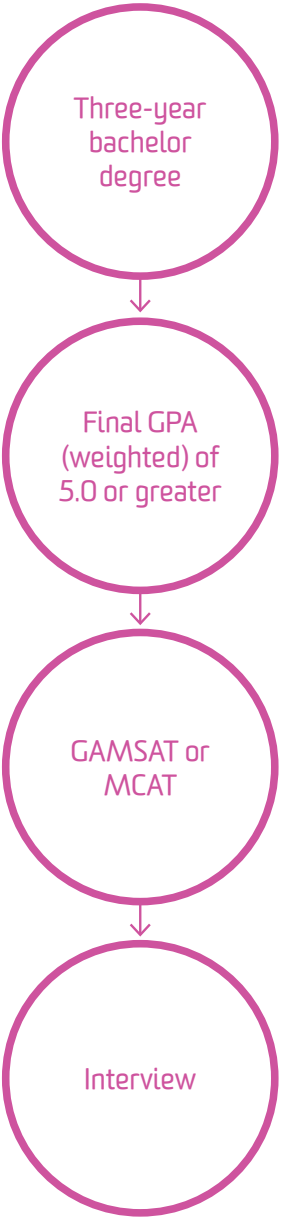 Three-year
bachelor
degree
Final GPA
(weighted) of
5.0 or greater
GAMSAT or
MCAT
Interview